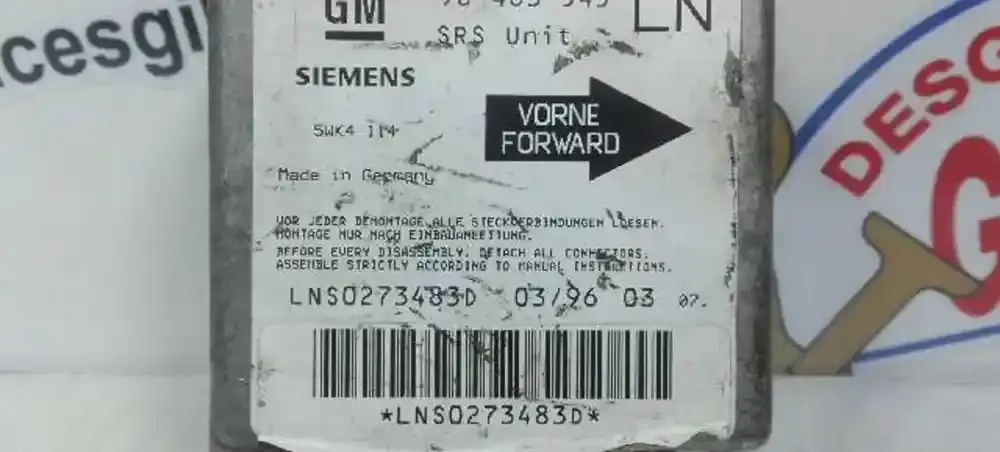 cesgi
GM
LN
SRS Unit
SIEMENS
5WK4 114
VORNE
FORWARD
Made in Germany
VOR JEDER DEMONTAGE ALLE STECKVERBINDUNGEN LOESEN.
MONTAGE NUR NACH EINBAUANLEITUNG.
BEFORE EVERY DISASSEMBLY, DETACH ALL CONNECTORS.
ASSEMBLE STRICTLY ACCORDING TO MANUAL INSTRUCTIONS.
LNS0273483D 03/96 03 07.
*LNS0273483D*
DESG
G